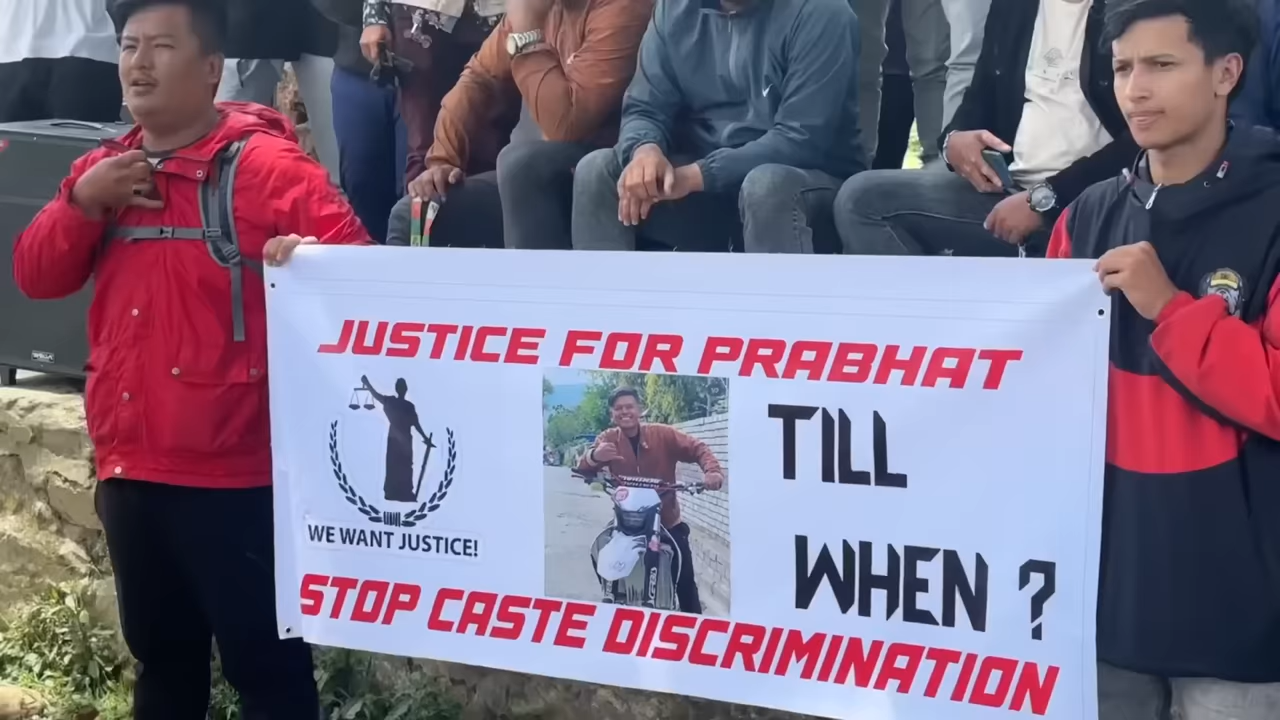 JUSTICE FOR PRABHAT
TILL
WHEN ?
WE WANT JUSTICE!
STOP CASTE DISCRIMINATION